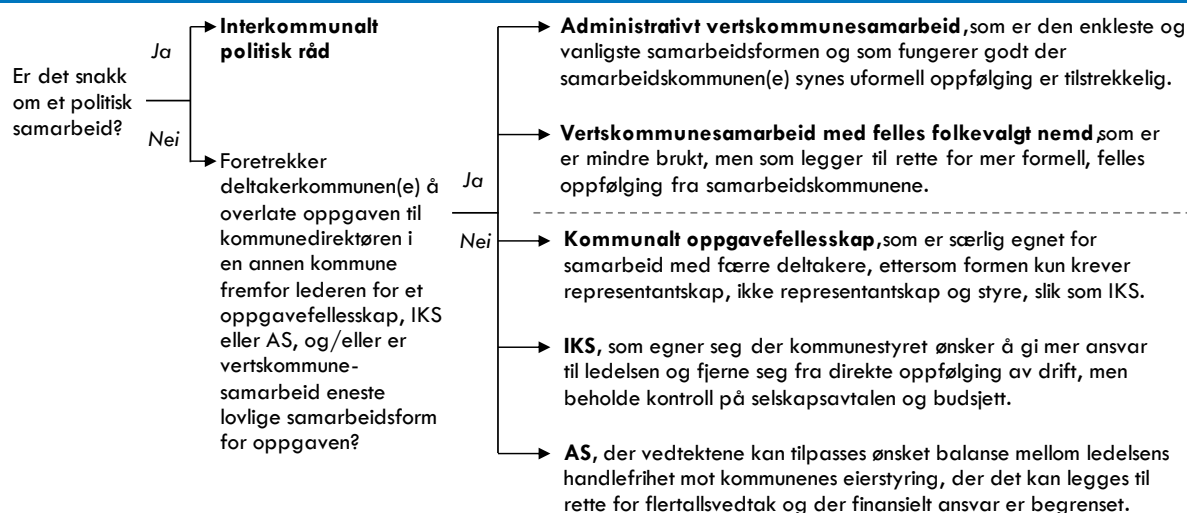 Er det snakk
om et politisk
samarbeid?
Ja
Nei
Interkommunalt
politisk råd
Foretrekker
deltakerkommunen(e) å
overlate oppgaven til
kommunedirektøren i
en annen kommune
fremfor lederen for et
oppgavefellesskap, IKS
eller AS, og/eller er
vertskommune-
samarbeid eneste
lovlige samarbeidsform
for oppgaven?
Ja
Nei
Administrativt vertskommunesamarbeid, som er den enkleste og
vanligste samarbeidsformen og som fungerer godt der
samarbeidskommunen(e) synes uformell oppfølging er tilstrekkelig.
Vertskommunesamarbeid med felles folkevalgt nemd, som er
er mindre brukt, men som legger til rette for mer formell, felles
oppfølging fra samarbeidskommunene.
Kommunalt oppgavefellesskap, som er særlig egnet for
samarbeid med færre deltakere, ettersom formen kun krever
representantskap, ikke representantskap og styre, slik som IKS.
IKS, som egner seg der kommunestyret ønsker å gi mer ansvar
til ledelsen og fjerne seg fra direkte oppfølging av drift, men
beholde kontroll på selskapsavtalen og budsjett.
AS, der vedtektene kan tilpasses ønsket balanse mellom ledelsens
handlefrihet mot kommunenes eierstyring, der det kan legges til
rette for flertallsvedtak og der finansielt ansvar er begrenset.